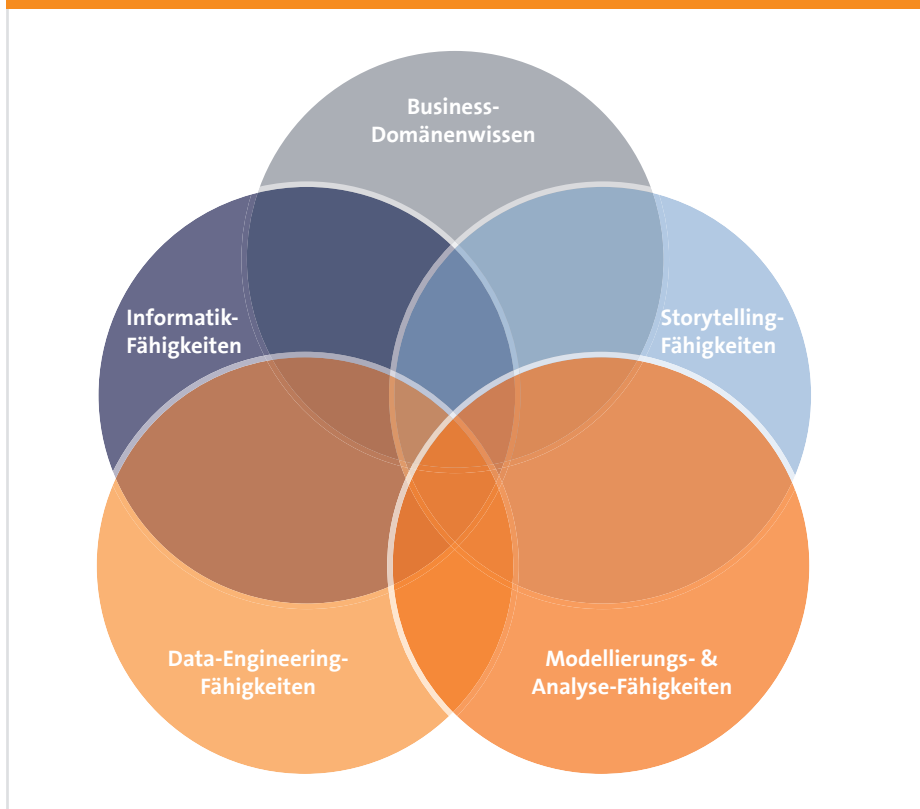 Business-
Domänenwissen
Informatik-
Fähigkeiten
Storytelling-
Fähigkeiten
Data-Engineering-
Fähigkeiten
Modellierungs- &
Analyse-Fähigkeiten